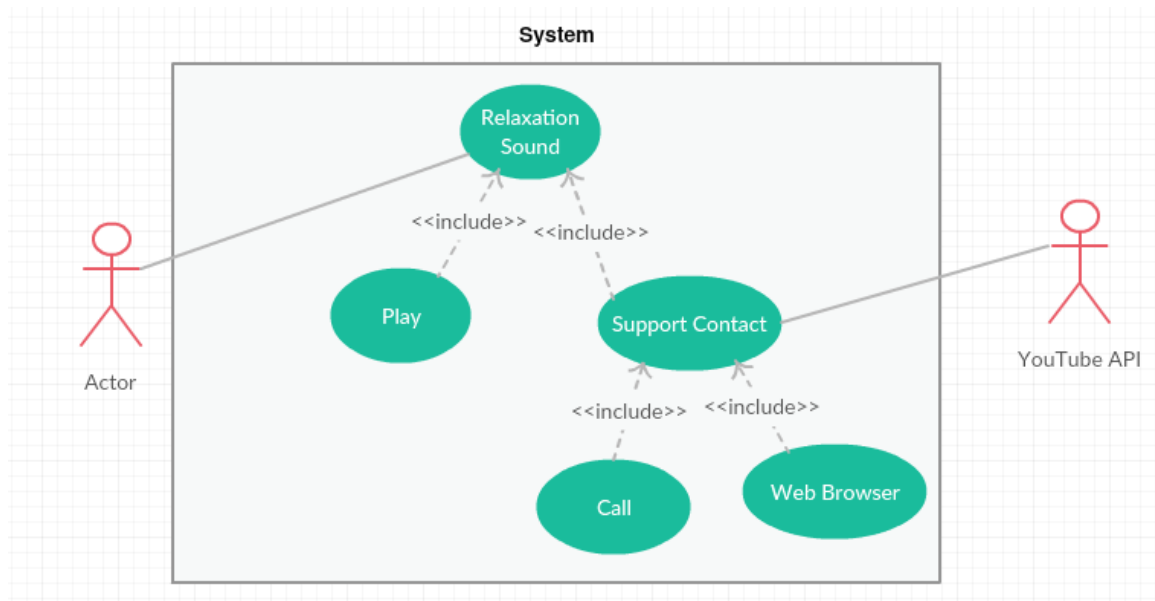 System
Relaxation
Sound
<<include>>
<<include>>
Play
Support Contact
Actor
YouTube API
<<include>>
<<include>>
Call
Web Browser